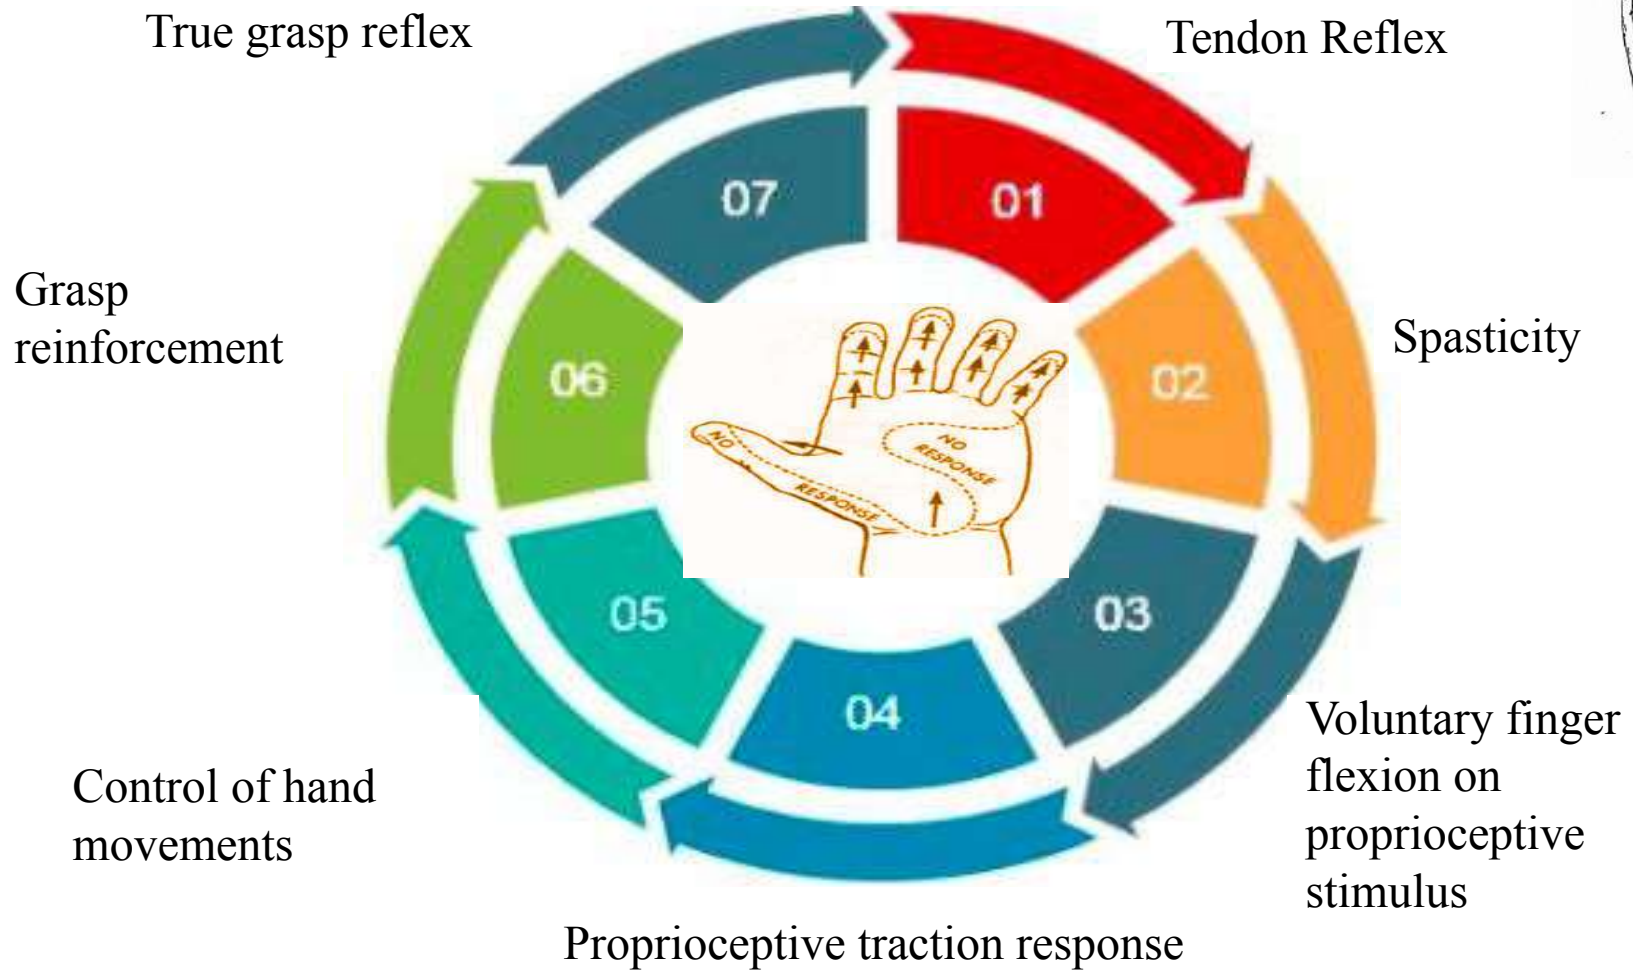 True grasp reflex
Tendon Reflex
07
01
Grasp
reinforcement
Spasticity
06
02
NO
RESPONSE
NO
RESPONSE
05
03
04
Voluntary finger
flexion on
proprioceptive
stimulus
Control of hand
movements
Proprioceptive traction response